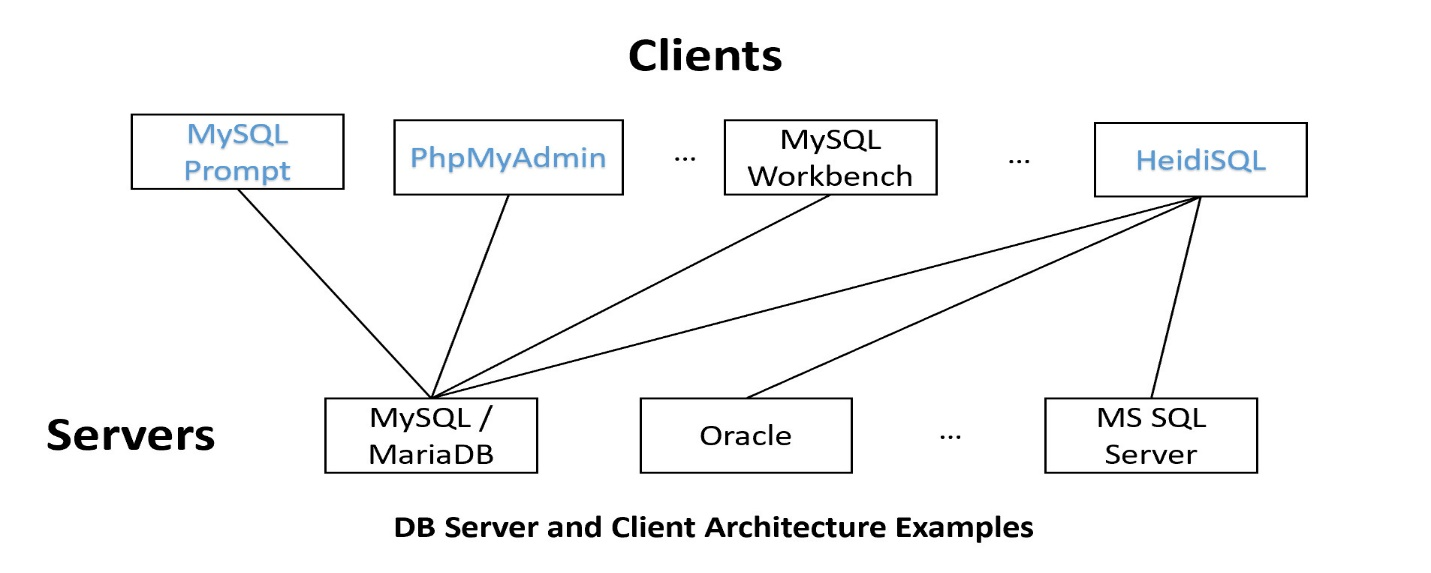 Clients
MySQL
Prompt
PhpMyAdmin
...
MySQL
Workbench
...
HeidiSQL
Servers
MySQL /
MariaDB
Oracle
...
MS SQL
Server
DB Server and Client Architecture Examples